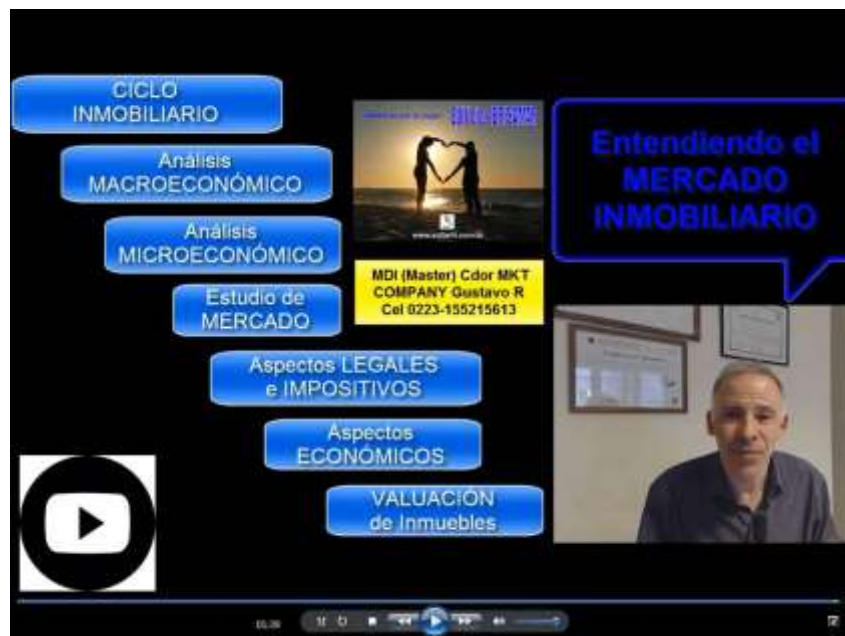 CICLO
INMOBILIARIO
Análisis
MACROECONÓMICO
Análisis
MICROECONÓMICO
Estudio de
MERCADO
Aspectos LEGALES
e IMPOSITIVOS
Aspectos
ECONÓMICOS
VALUACIÓN
de Inmuebles
MDI (Master) Cdor MKT
COMPANY Gustavo R
Cel 0223-155215613
Entendiendo el
MERCADO
INMOBILIARIO